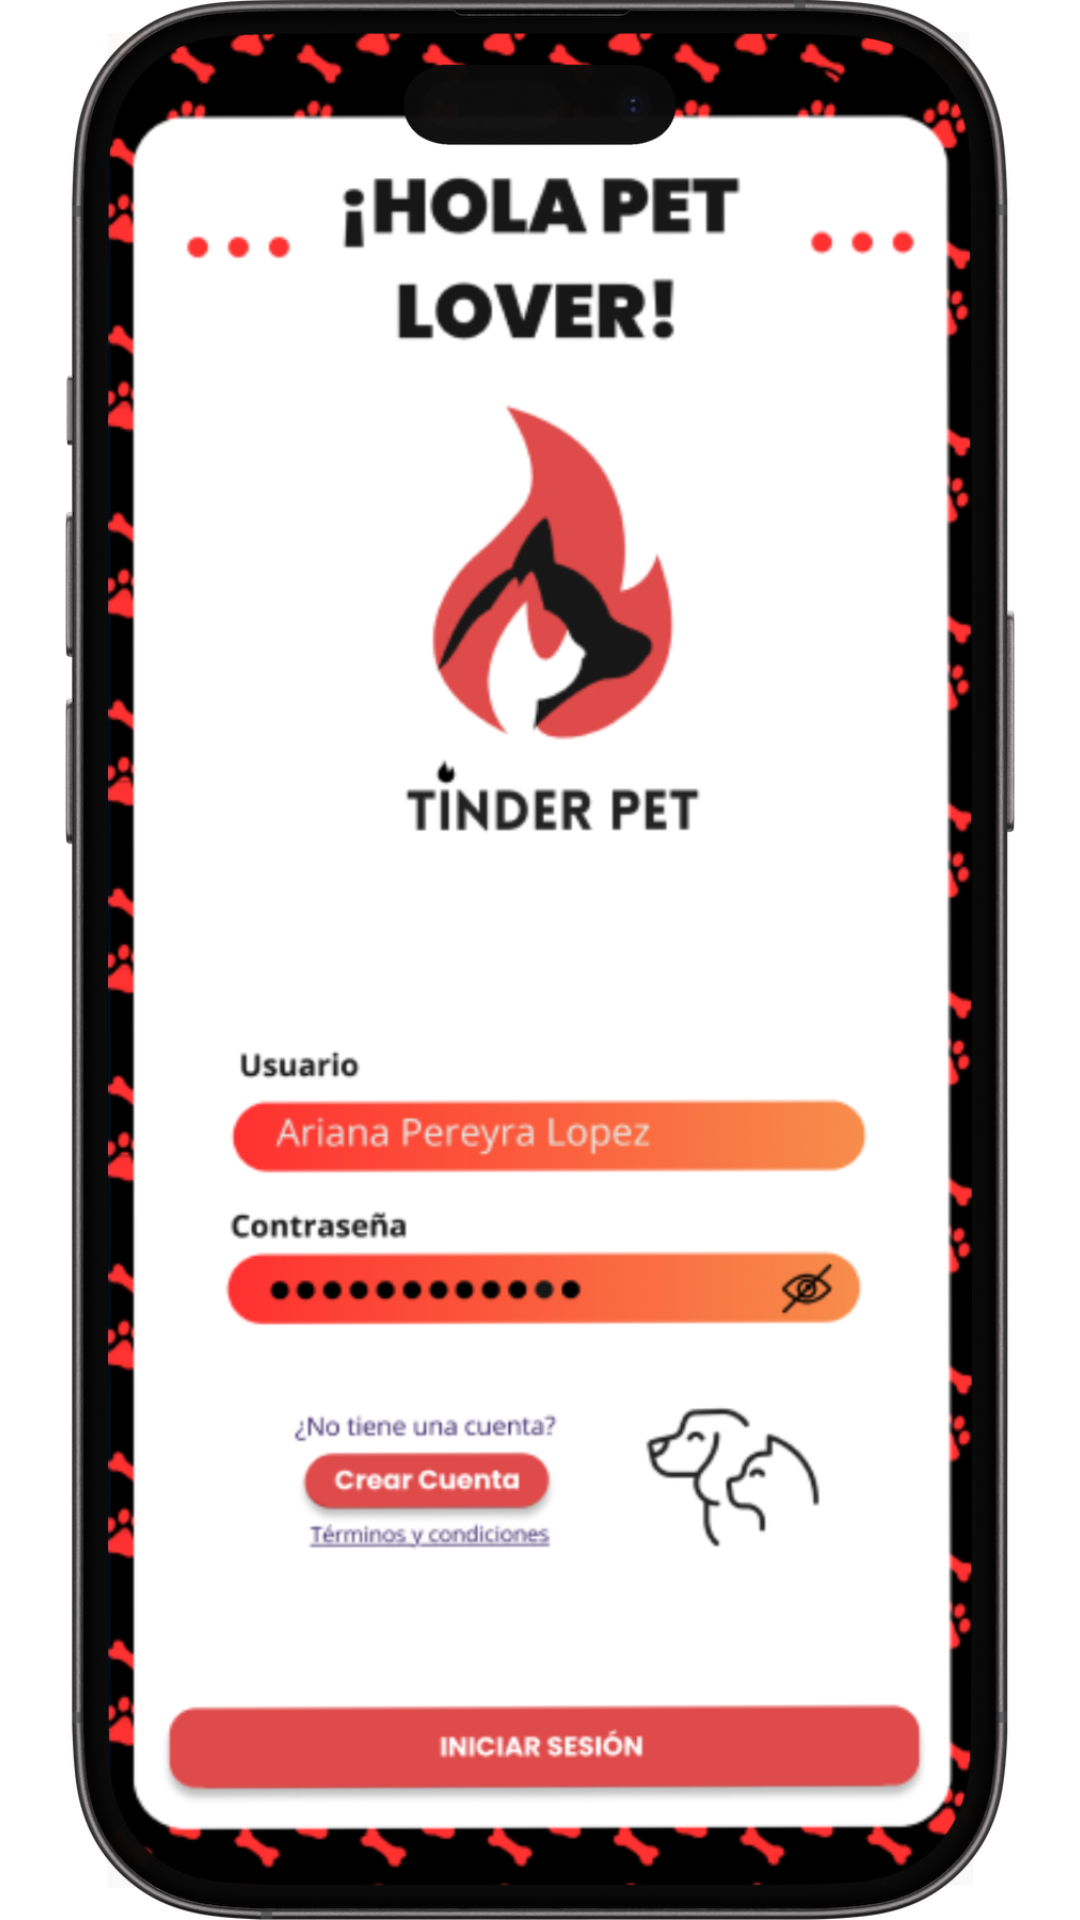 ¡HOLA PET
LOVER!
TINDER PET
Usuario
Ariana Pereyra Lopez
Contraseña
¿No tiene una cuenta?
Crear Cuenta
Términos y condiciones
INICIAR SESIÓN